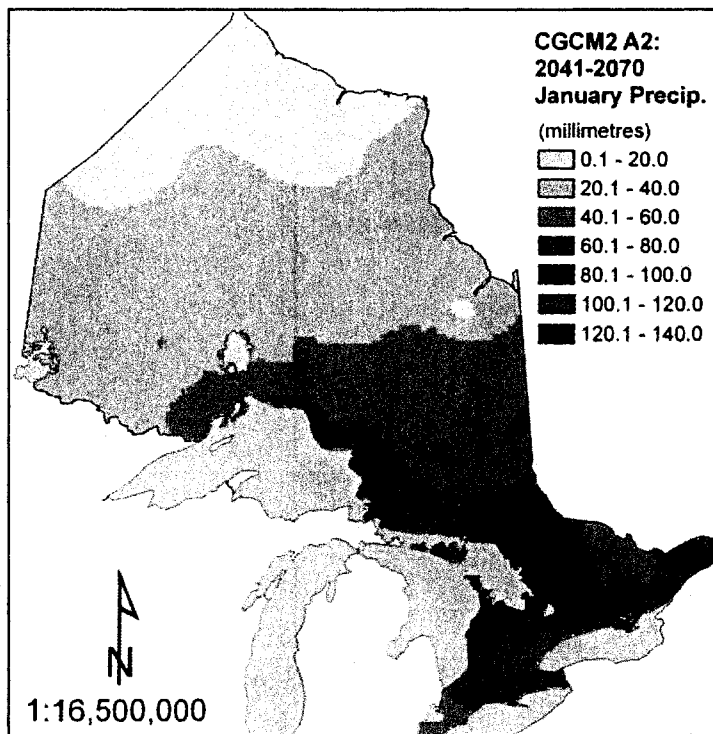 CGCM2 A2:
2041-2070
January Precip.
(millimetres)
0.1 - 20.0
20.1 - 40.0
40.1 - 60.0
60.1 - 80.0
80.1 - 100.0
100.1 - 120.0
120.1 - 140.0
N
1:16,500,000